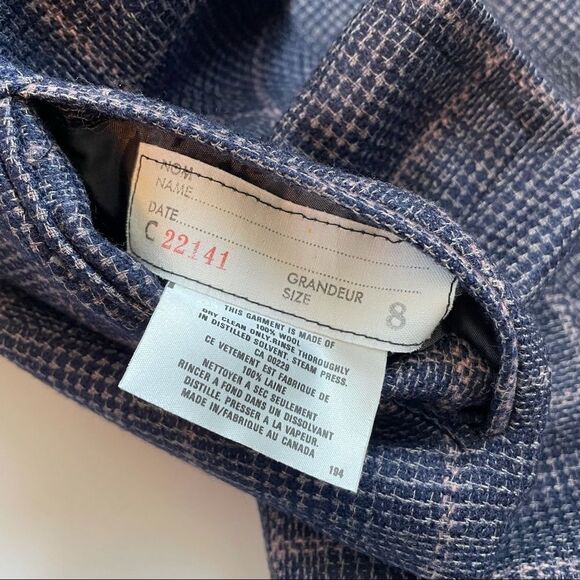 NOM
NAME
DATE
C 22141
GRANDEUR
SIZE 8
THIS GARMENT IS MADE OF
100% WOOL
DRY CLEAN ONLY-RINSE THOROUGHLY
IN DISTILLED SOLVENT. STEAM PRESS.
CA 00529
CE VETEMENT EST FABRIQUE DE
100% LAINE
NETTOYER A SEC SEULEMENT
RINCER A FOND DANS UN DISSOLVANT
DISTILLE. PRESSER A LA VAPEUR.
MADE IN/FABRIQUE AU CANADA
194